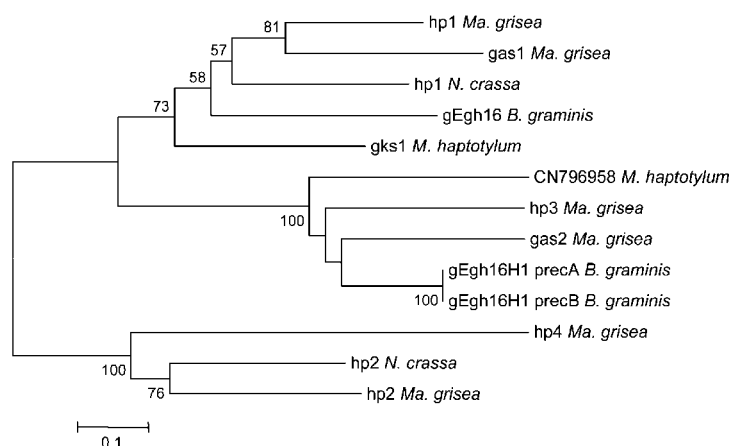 81 hp1 Ma. grisea
gas1 Ma. grisea
57 hp1 N. crassa
58 gEgh16 B. graminis
73 gks1 M. haptotylum
CN796958 M. haptotylum
100 hp3 Ma. grisea
gas2 Ma. grisea
gEgh16H1 precA B. graminis
100 gEgh16H1 precB B. graminis
hp4 Ma. grisea
100 hp2 N. crassa
76 hp2 Ma. grisea
0.1